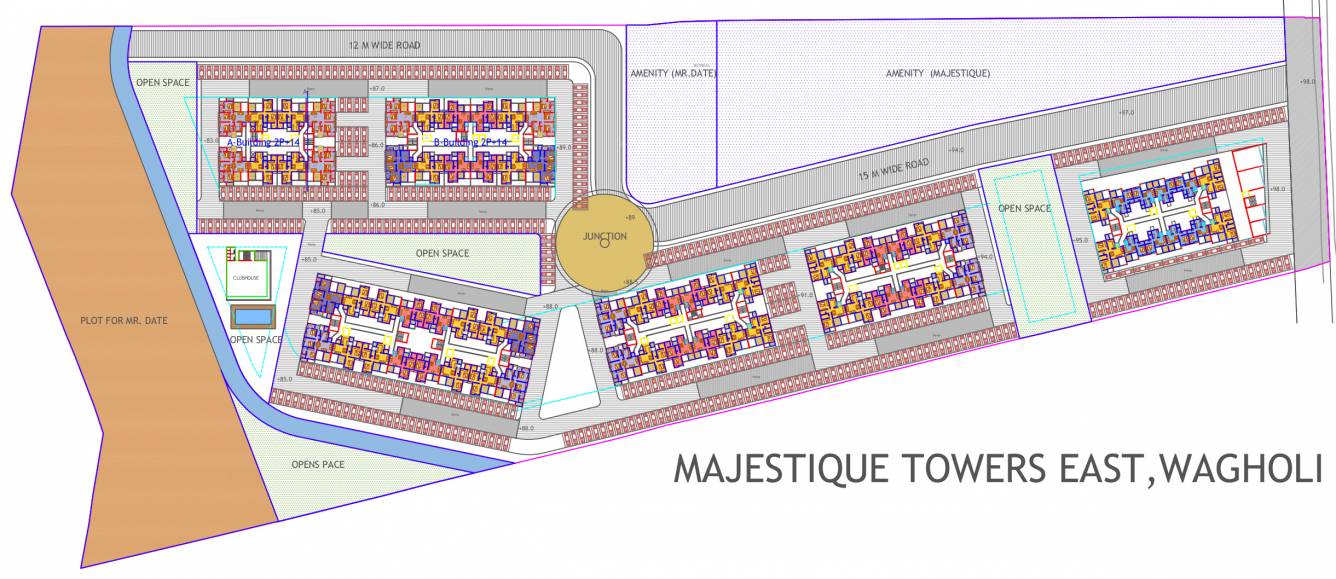 12 M WIDE ROAD
OPEN SPACE
AMENITY (MR.DATE)
AMENITY (MAJESTIQUE)
+87.0
+98.0
+97.0
A-Building 2P+14
B-Building 2P+14
+83.0
+86.0
+89.0
+94.0
15 M WIDE ROAD
+98.0
+86.0
+85.0
OPEN SPACE
+89
JUNCTION
+95.0
OPEN SPACE
+85.0
+94.0
CLUBHOUSE
+88.0
+91.0
PLOT FOR MR. DATE
OPEN SPACE
+88.0
+85.0
+88.0
OPENS PACE
MAJESTIQUE TOWERS EAST,WAGHOLI